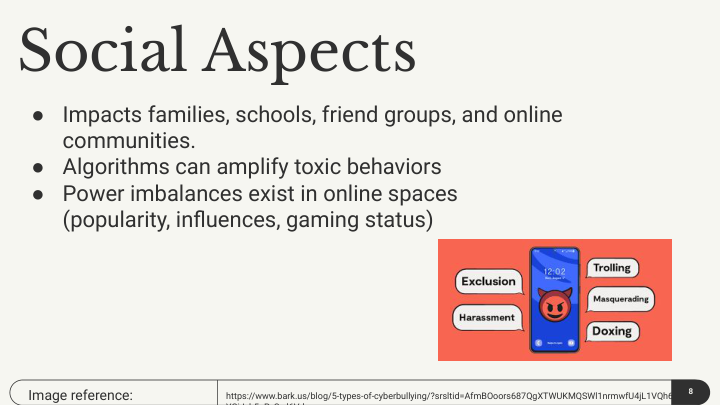 Social Aspects
● Impacts families, schools, friend groups, and online
communities.
● Algorithms can amplify toxic behaviors
● Power imbalances exist in online spaces
(popularity, influences, gaming status)
12:02
Exclusion
Harassment
Trolling
Masquerading
Doxing
Image reference:
https://www.bark.us/blog/5-types-of-cyberbullying/?srsltid=AfmBOoors687QgXTWUKMQSWl1nrmwfU4jL1VQh6
8